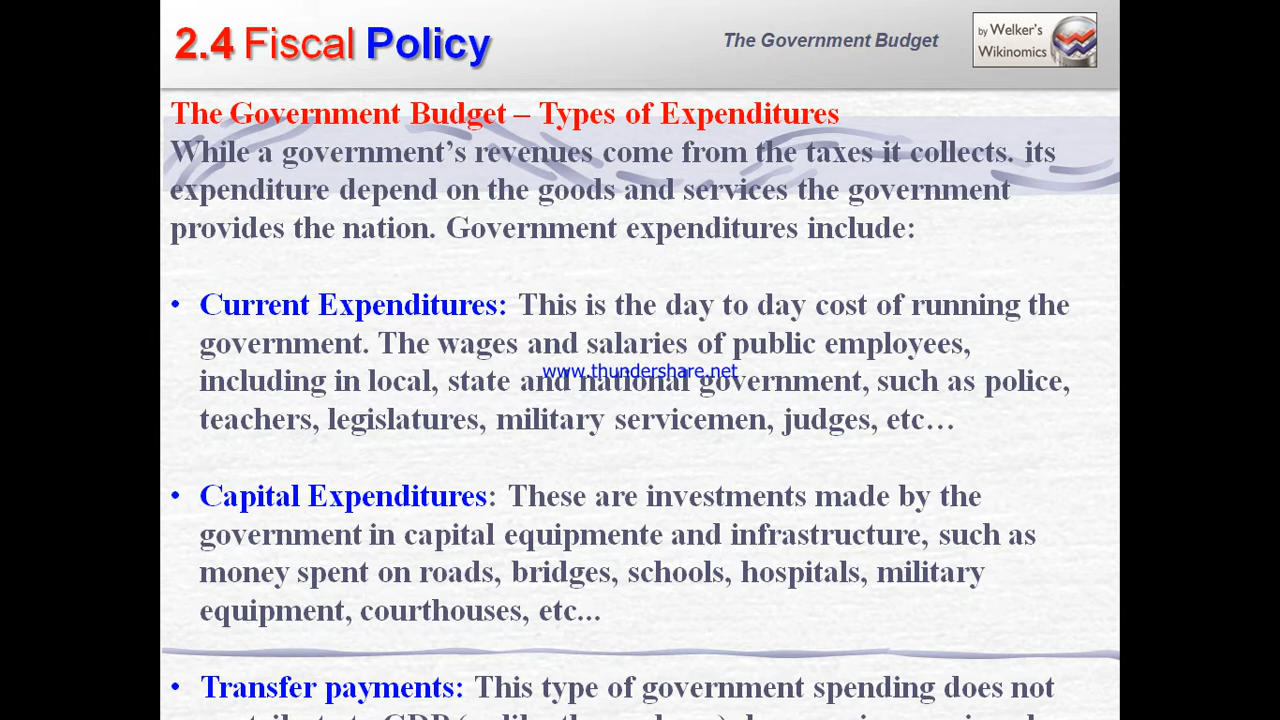 2.4 Fiscal Policy
The Government Budget
by Welker's
Wikinomics
The Government Budget – Types of Expenditures
While a government's revenues come from the taxes it collects. its
expenditure depend on the goods and services the government
provides the nation. Government expenditures include:
• Current Expenditures: This is the day to day cost of running the
government. The wages and salaries of public employees,
www.thundershare.net
including in local, state and national government, such as police,
teachers, legislatures, military servicemen, judges, etc…
• Capital Expenditures: These are investments made by the
government in capital equipmente and infrastructure, such as
money spent on roads, bridges, schools, hospitals, military
equipment, courthouses, etc...
• Transfer payments: This type of government spending does not